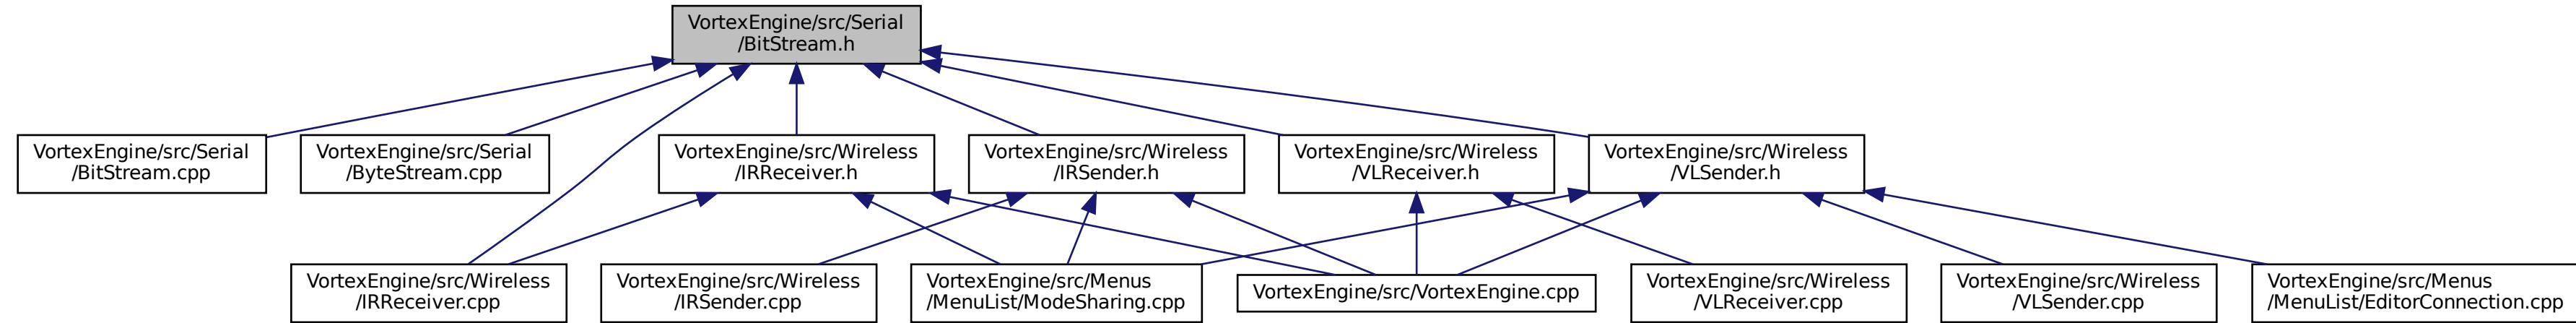 VortexEngine/src/Serial
/BitStream.h
VortexEngine/src/Serial
/BitStream.cpp
VortexEngine/src/Serial
/ByteStream.cpp
VortexEngine/src/Wireless
/IRReceiver.h
VortexEngine/src/Wireless
/IRSender.h
VortexEngine/src/Wireless
/VLReceiver.h
VortexEngine/src/Wireless
/VLSender.h
VortexEngine/src/Wireless
/IRReceiver.cpp
VortexEngine/src/Wireless
/IRSender.cpp
VortexEngine/src/Menus
/MenuList/ModeSharing.cpp
VortexEngine/src/VortexEngine.cpp
VortexEngine/src/Wireless
/VLReceiver.cpp
VortexEngine/src/Wireless
/VLSender.cpp
VortexEngine/src/Menus
/MenuList/EditorConnection.cpp